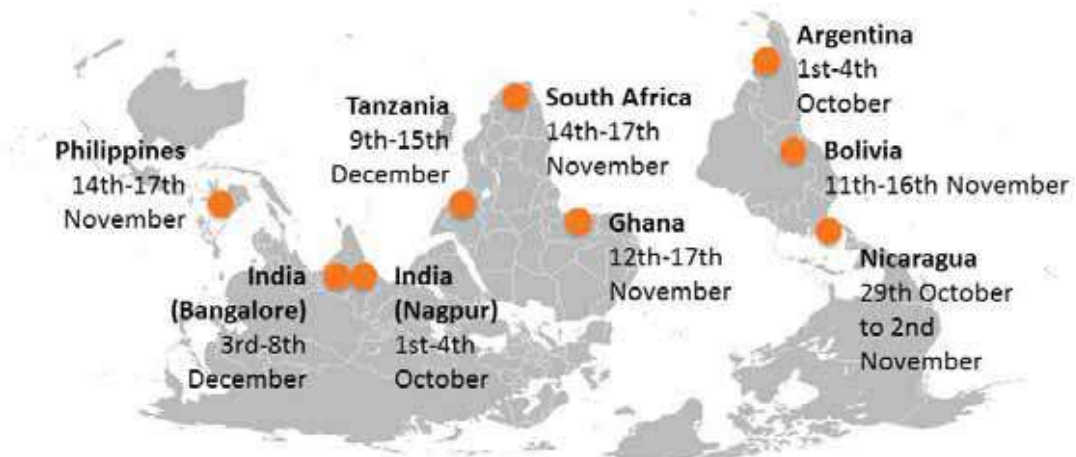 Argentina
1st-4th
October
Tanzania
9th-15th
December
South Africa
14th-17th
November
Philippines
14th-17th
November
Bolivia
11th-16th November
Ghana
12th-17th
November
Nicaragua
29th October
to 2nd
November
India
(Bangalore)
3rd-8th
December
India
(Nagpur)
1st-4th
October